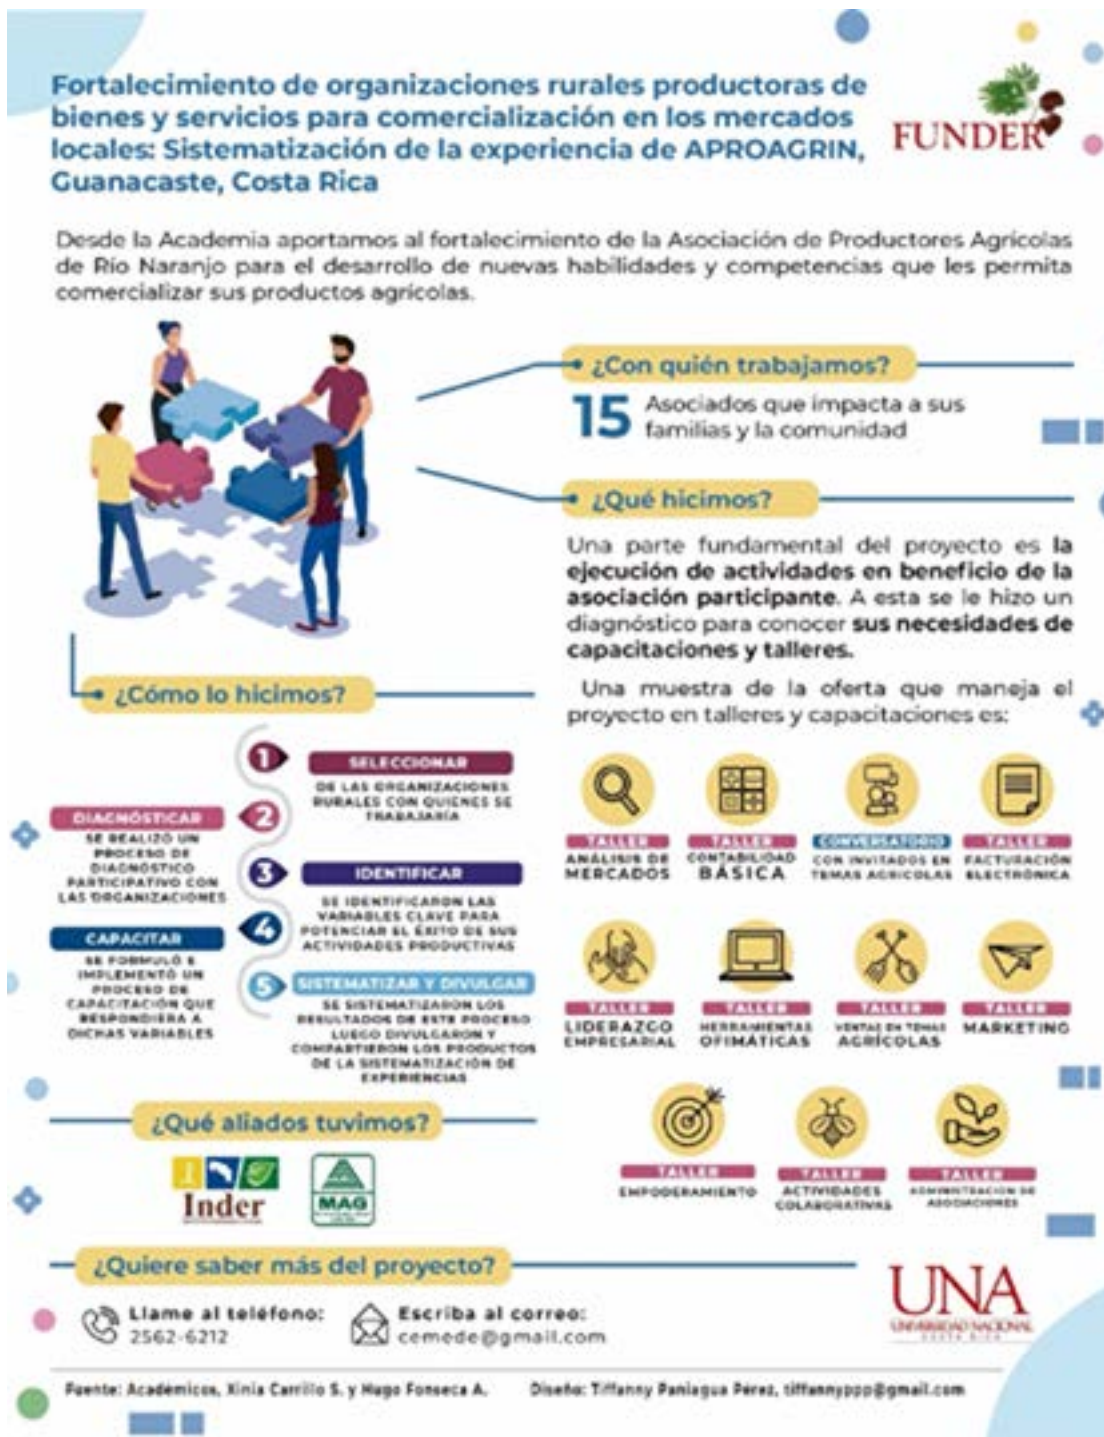 Fortalecimiento de organizaciones rurales productoras de
bienes y servicios para comercialización en los mercados
locales: Sistematización de la experiencia de APROAGRIN,
Guanacaste, Costa Rica
FUNDER
Desde la Academia aportamos al fortalecimiento de la Asociación de Productores Agrícolas
de Río Naranjo para el desarrollo de nuevas habilidades y competencias que les permita
comercializar sus productos agrícolas.
¿Con quién trabajamos?
15
Asociados que impacta a sus
familias y la comunidad
¿Qué hicimos?
Una parte fundamental del proyecto es la
ejecución de actividades en beneficio de la
asociación participante. A esta se le hizo un
diagnóstico para conocer sus necesidades de
capacitaciones y talleres.
Una muestra de la oferta que maneja el
proyecto en talleres y capacitaciones es:
TALLER
ANÁLISIS DE
MERCADOS
TALLER
CONTABILIDAD
BÁSICA
CONVERSATORIO
CON INVITADOS EN
TEMAS AGRICOLAS
TALLER
FACTURACIÓN
ELECTRÓNICA
TALLER
LIDERAZGO
EMPRESARIAL
TALLER
HERRAMIENTAS
OFIMÁTICAS
TALLER
VENTAS EN TEMAS
AGRÍCOLAS
TALLER
MARKETING
TALLER
EMPODERAMIENTO
TALLER
ACTIVIDADES
COLABORATIVAS
TALLER
ADMINISTRACION DE
ASOCIACIONES
¿Cómo lo hicimos?
1
SELECCIONAR
DE LAS ORGANIZACIONES
RURALES CON QUIENES SE
TRABAJARÍA
2
DIAGNÓSTICAR
SE REALIZÓ UN
PROCESO DE
DIAGNÓSTICO
PARTICIPATIVO CON
LAS ORGANIZACIONES
3
IDENTIFICAR
SE IDENTIFICARON LAS
VARIABLES CLAVE PARA
POTENCIAR EL ÉXITO DE SUS
ACTIVIDADES PRODUCTIVAS
4
CAPACITAR
SE FORMULÓ E
IMPLEMENTÓ UN
PROCESO DE
CAPACITACIÓN QUE
RESPONDIERA A
DICHAS VARIABLES
5
SISTEMATIZAR Y DIVULGAR
SE SISTEMATIZARON LOS
RESULTADOS DE ESTE PROCESO
LUEGO DIVULGARON Y
COMPARTIERON LOS PRODUCTOS
DE LA SISTEMATIZACIÓN DE
EXPERIENCIAS
¿Qué aliados tuvimos?
Inder
MAG
¿Quiere saber más del proyecto?
Llame al teléfono:
2562-6212
Escriba al correo:
cemede@gmail.com
UNA
UNIVERSIDAD NACIONAL
COSTA RICA
Fuente: Académicos, Xinia Carrillo S. y Hugo Fonseca A.
Diseño: Tiffanny Paniagua Pérez, tiffannyppp@gmail.com